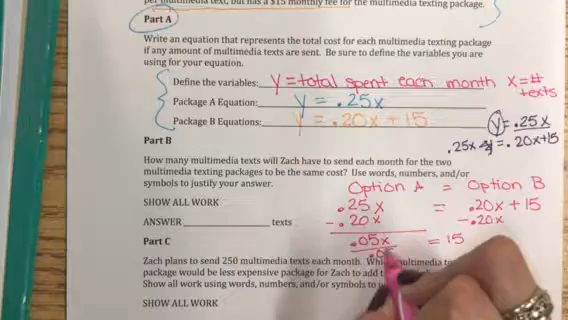 per multimedia text, but has a $15 monthly fee for the multimedia texting package.
Part A
Write an equation that represents the total cost for each multimedia texting package
if any amount of multimedia texts are sent. Be sure to define the variables you are
using for your equation.
Define the variables: y = total spent each month x = #
texts
Package A Equation: y = .25x
Package B Equations: y = .20x + 15
y = .25x
.25x = .20x+15
Part B
How many multimedia texts will Zach have to send each month for the two
multimedia texting packages to be the same cost? Use words, numbers, and/or
symbols to justify your answer.
Option A = Option B
SHOW ALL WORK
.25x = .20x + 15
-.20x -.20x
ANSWER texts
.05x = 15
.0
Part C
Zach plans to send 250 multimedia texts each month. multimedia
package would be less expensive package for Zach to add
Show all work using words, numbers, and/or symbols to
SHOW ALL WORK